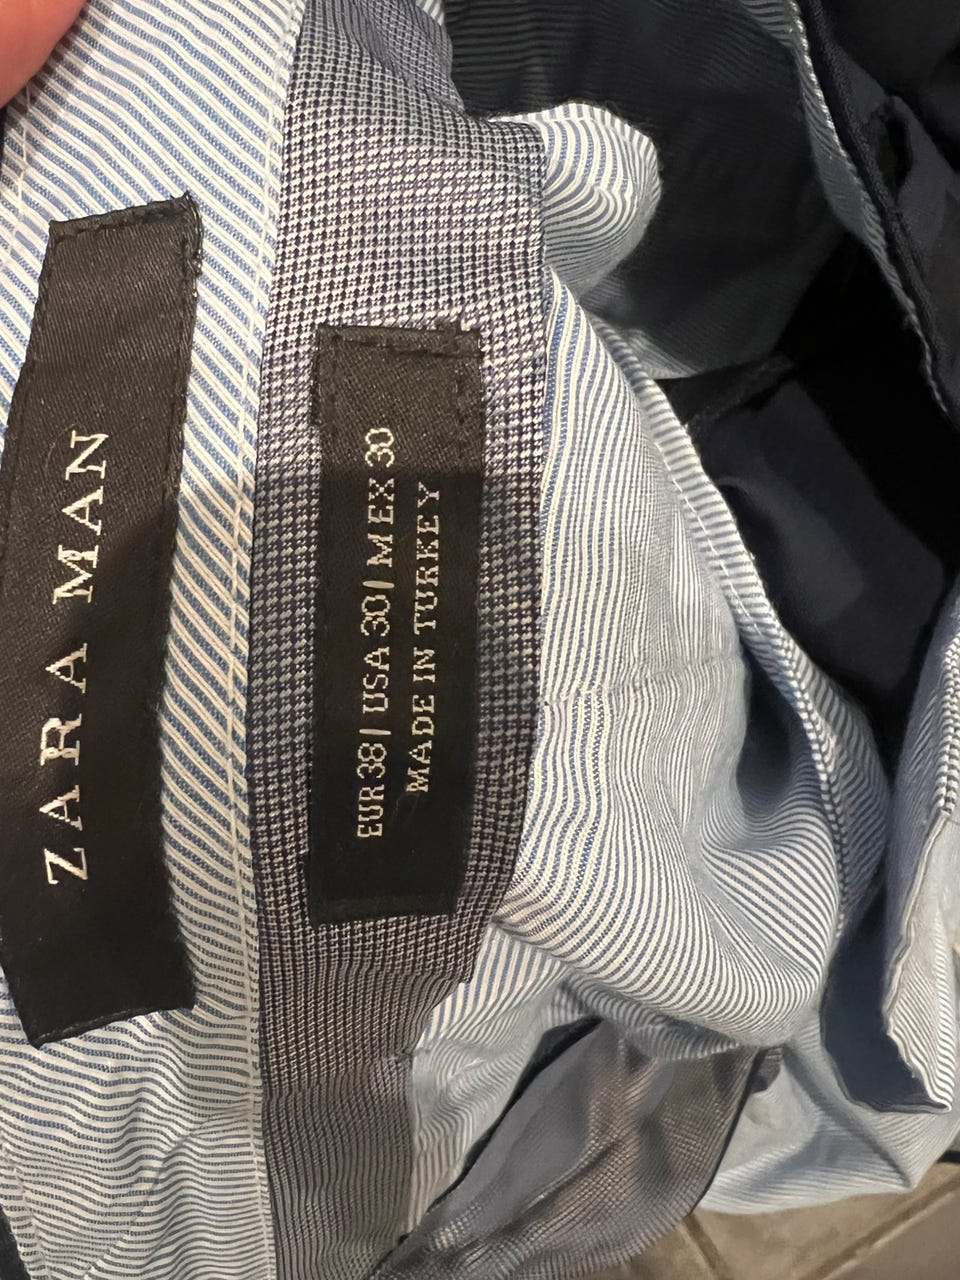 ZARA MAN
EUR 38 | USA 30 | MEX 30
MADE IN TURKEY